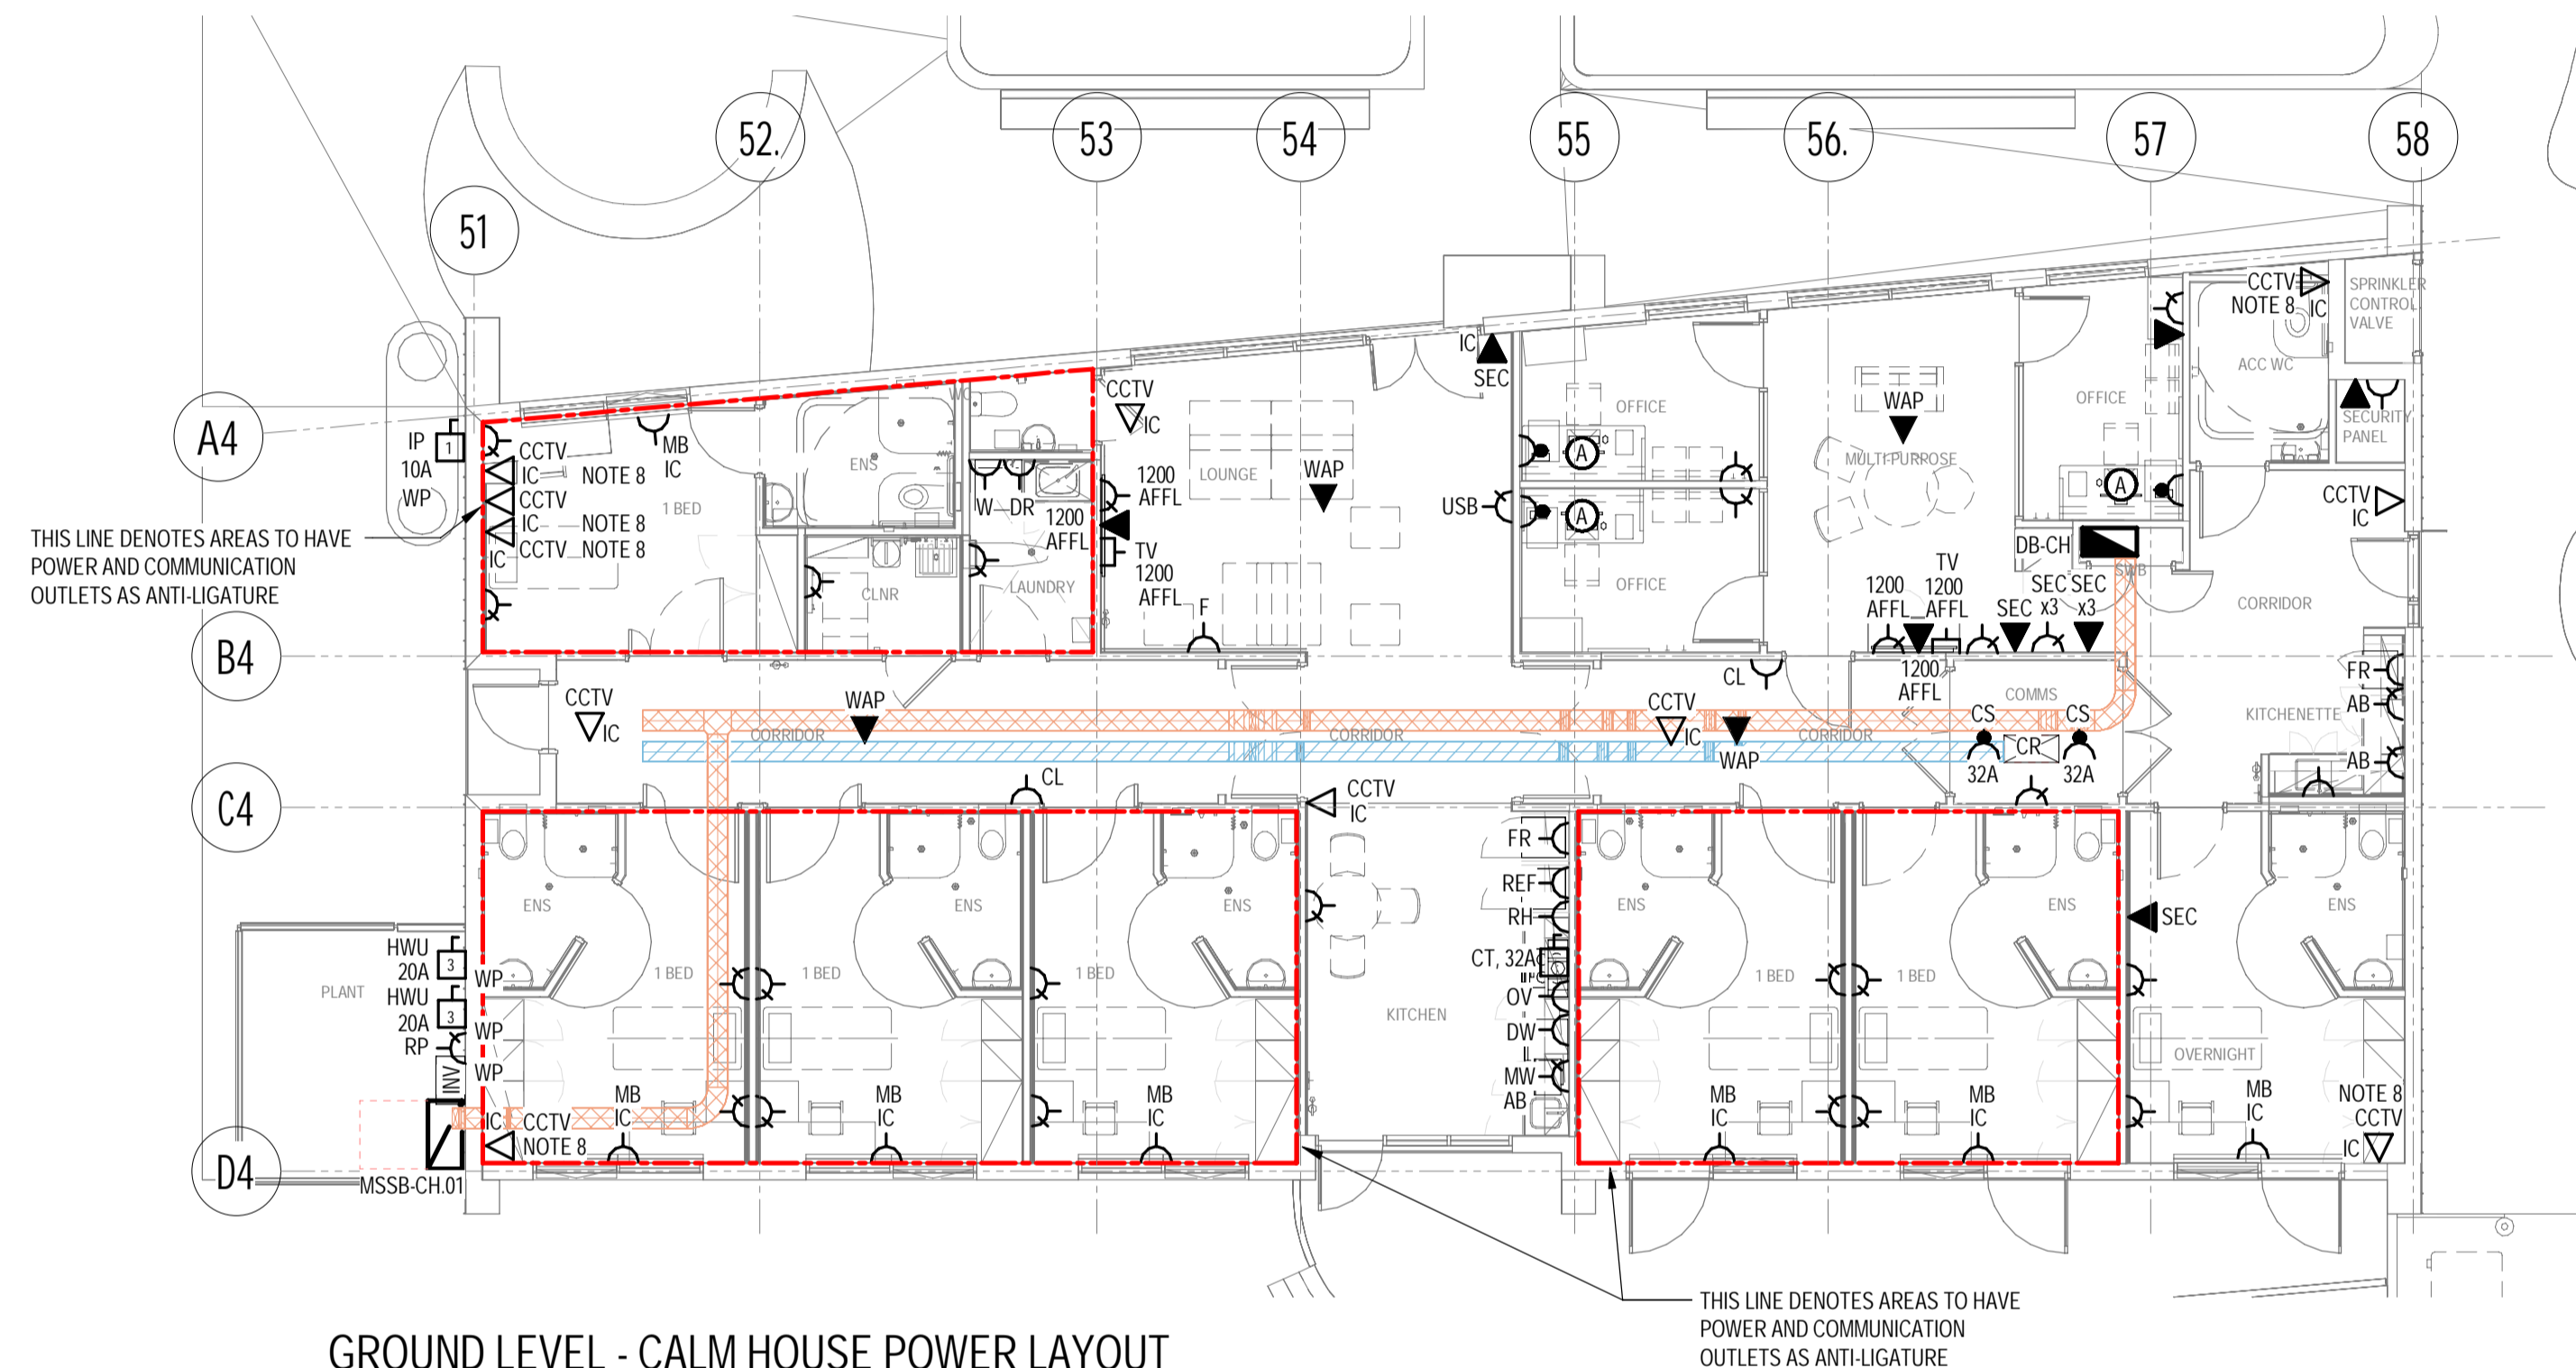 52.
53
54
55
56.
57
58
51
A4
B4
C4
D4
IP
10A
WP
1
THIS LINE DENOTES AREAS TO HAVE
POWER AND COMMUNICATION
OUTLETS AS ANTI-LIGATURE
CCTV
IC NOTE 8
CCTV
IC NOTE 8
CCTV NOTE 8
IC
MB
IC
1 BED
ENS
WC
W DR
CLNR
LAUNDRY
1200
AFFL
CCTV
IC
1200
AFFL
TV
1200
AFFL
F
LOUNGE
WAP
IC
SEC
USB
OFFICE
A
A
OFFICE
WAP
MULTI-PURPOSE
OFFICE
A
CCTV
NOTE 8
IC
ACC WC
SPRINKLER
CONTROL
VALVE
SECURITY
PANEL
CCTV
IC
DB-CH
SWB
1200
AFFL
TV
1200
AFFL
SEC
SEC
x3
SEC
x3
1200
AFFL
CORRIDOR
CCTV
IC
WAP
CORRIDOR
CORRIDOR
CCTV
IC
WAP
CORRIDOR
CL
CL
COMMS
CS
CS
CR
32A
32A
KITCHENETTE
FR
AB
AB
CCTV
IC
ENS
ENS
ENS
1 BED
1 BED
1 BED
FR
REF
RH
CT, 32A
OV
DW
MW
AB
KITCHEN
ENS
ENS
ENS
1 BED
1 BED
SEC
OVERNIGHT
PLANT
HWU
20A
3
WP
HWU
20A
3
WP
RP
WP
INV
MSSB-CH.01
IC
CCTV
NOTE 8
MB
IC
MB
IC
MB
IC
MB
IC
MB
IC
MB
IC
NOTE 8
CCTV
IC
THIS LINE DENOTES AREAS TO HAVE
POWER AND COMMUNICATION
OUTLETS AS ANTI-LIGATURE
GROUND LEVEL - CALM HOUSE POWER LAYOUT